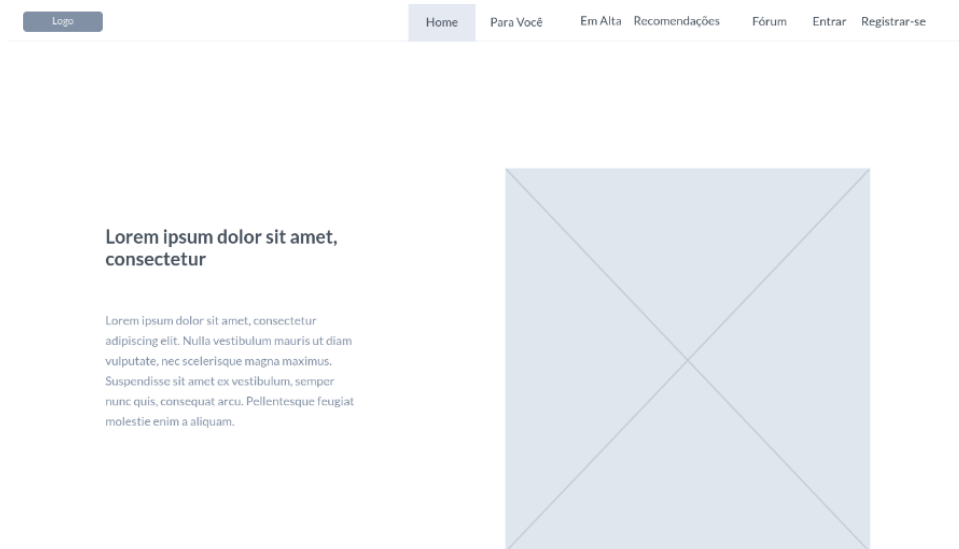 Logo
Home Para Você Em Alta Recomendações Fórum Entrar Registrar-se
Lorem ipsum dolor sit amet,
consectetur
Lorem ipsum dolor sit amet, consectetur
adipiscing elit. Nulla vestibulum mauris ut diam
vulputate, nec scelerisque magna maximus.
Suspendisse sit amet ex vestibulum, semper
nunc quis, consequat arcu. Pellentesque feugiat
molestie enim a aliquam.